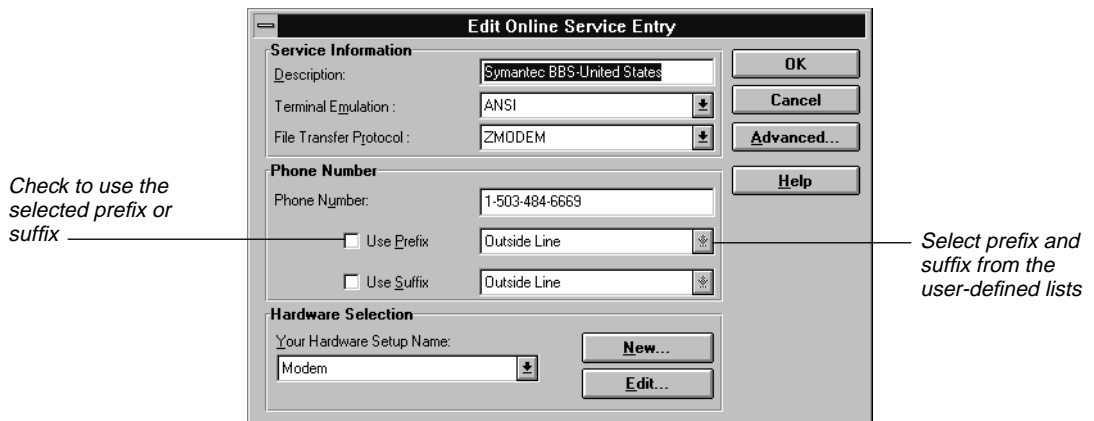 Edit Online Service Entry
Service Information
Description:
Symantec BBS-United States
Terminal Emulation :
ANSI
File Transfer Protocol :
ZMODEM
OK
Cancel
Advanced...
Help
Phone Number
Phone Number:
1-503-484-6669
Use Prefix
Outside Line
Use Suffix
Outside Line
Hardware Selection
Your Hardware Setup Name:
Modem
New...
Edit...
Check to use the
selected prefix or
suffix
Select prefix and
suffix from the
user-defined lists